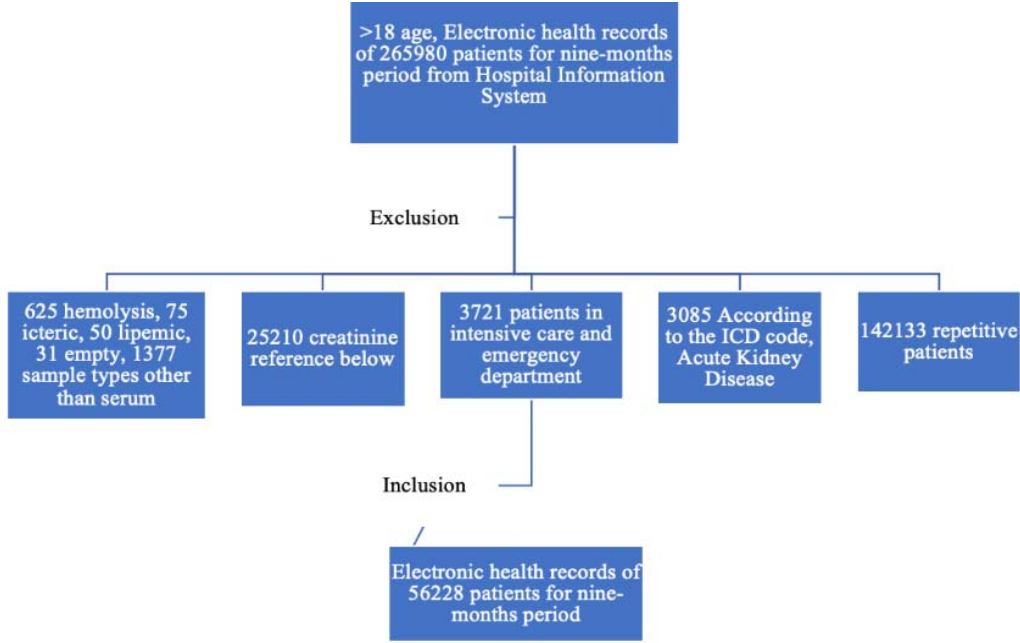 >18 age, Electronic health records
of 265980 patients for nine-months
period from Hospital Information
System
Exclusion
625 hemolysis, 75
icteric, 50 lipemic,
31 empty, 1377
sample types other
than serum
25210 creatinine
reference below
3721 patients in
intensive care and
emergency
department
3085 According
to the ICD code,
Acute Kidney
Disease
142133 repetitive
patients
Inclusion
Electronic health records of
56228 patients for nine-
months period